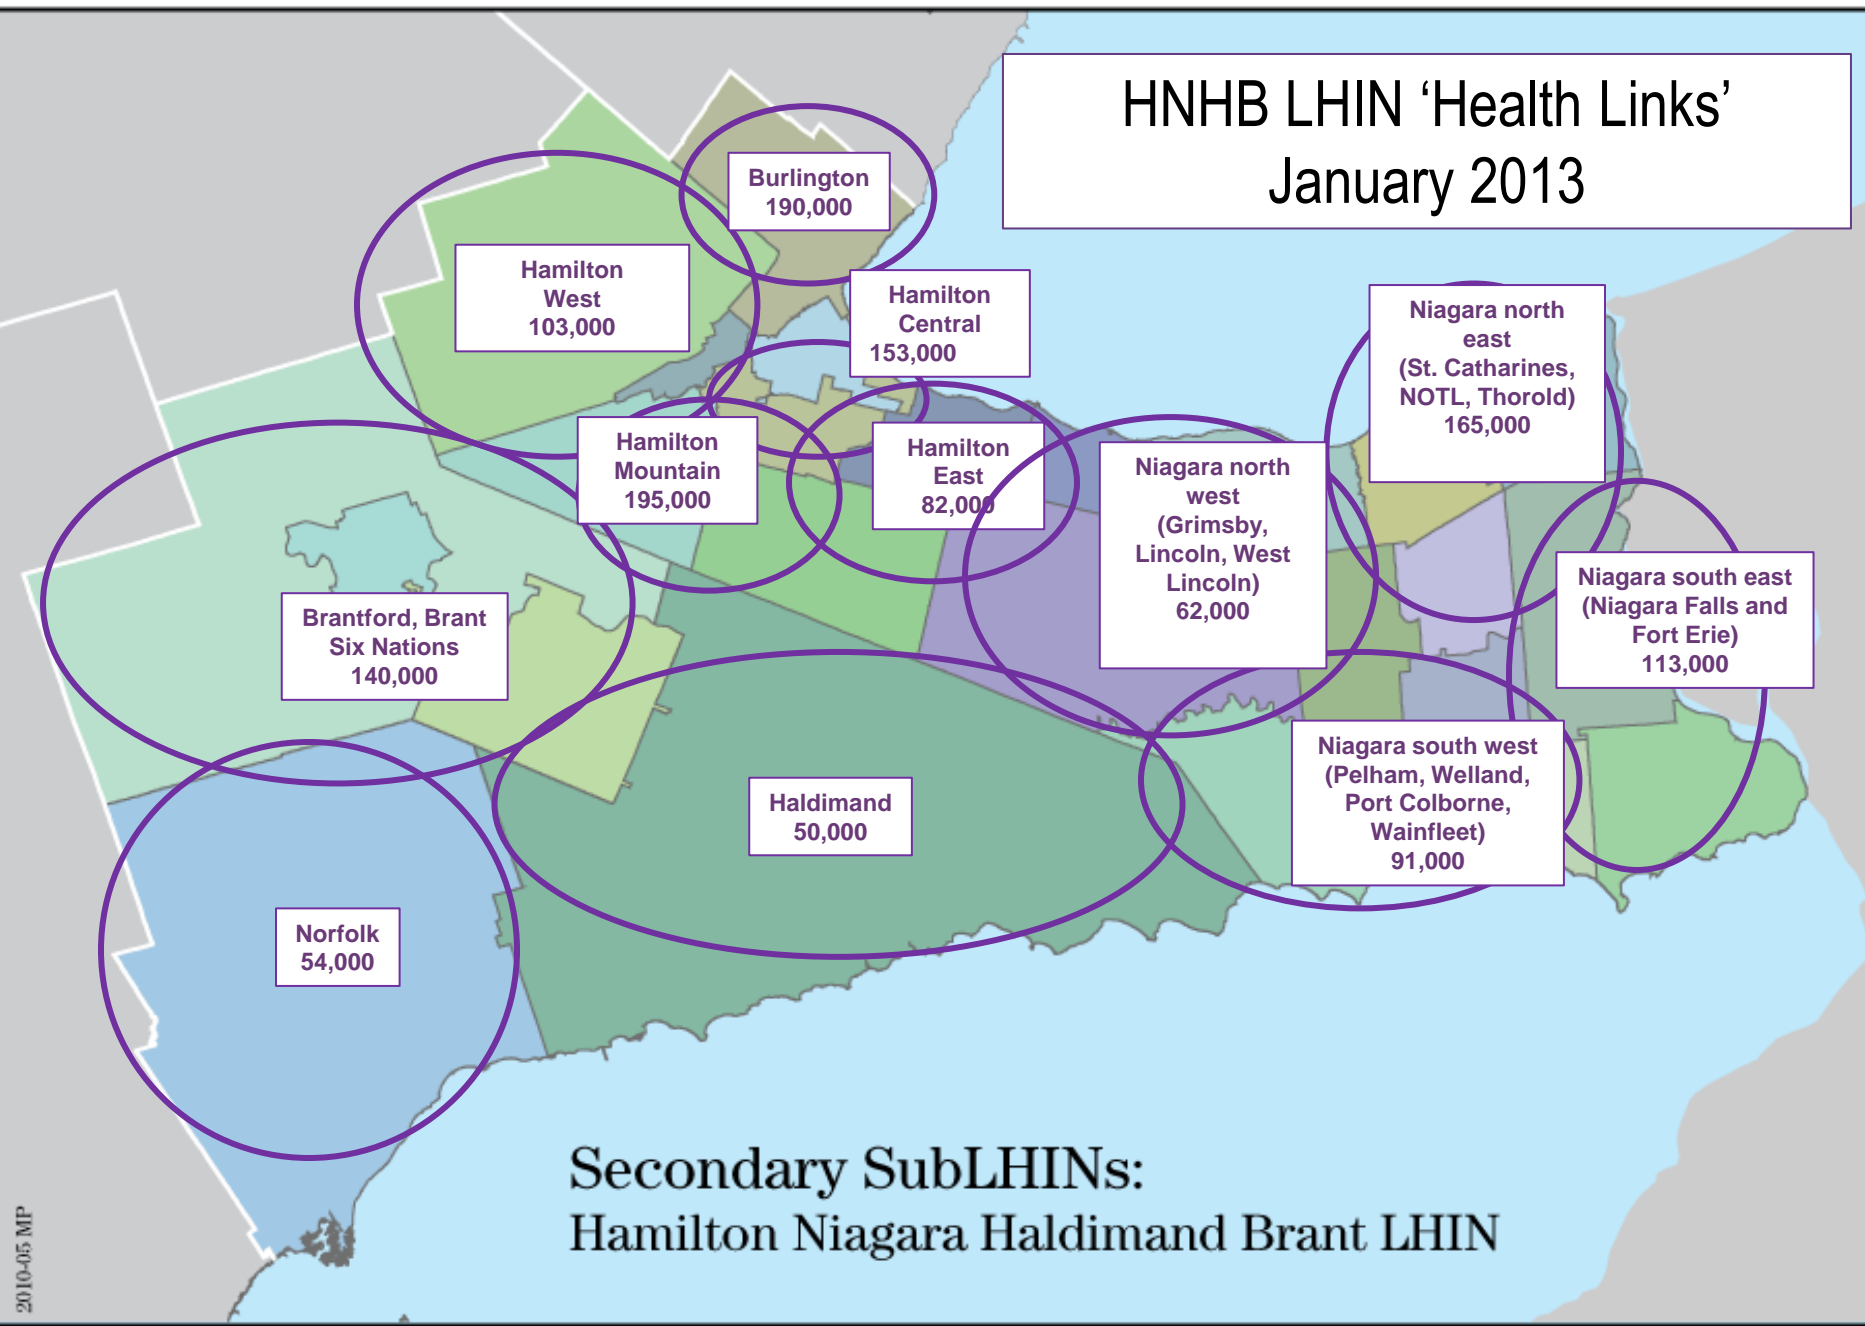 HNHB LHIN ‘Health Links’
January 2013
Burlington
190,000
Hamilton
West
103,000
Hamilton
Central
153,000
Niagara north
east
(St. Catharines,
NOTL, Thorold)
165,000
Hamilton
Mountain
195,000
Hamilton
East
82,000
Niagara north
west
(Grimsby,
Lincoln, West
Lincoln)
62,000
Niagara south east
(Niagara Falls and
Fort Erie)
113,000
Brantford, Brant
Six Nations
140,000
Niagara south west
(Pelham, Welland,
Port Colborne,
Wainfleet)
91,000
Haldimand
50,000
Norfolk
54,000
Secondary SubLHINs:
Hamilton Niagara Haldimand Brant LHIN
2010-05 MP